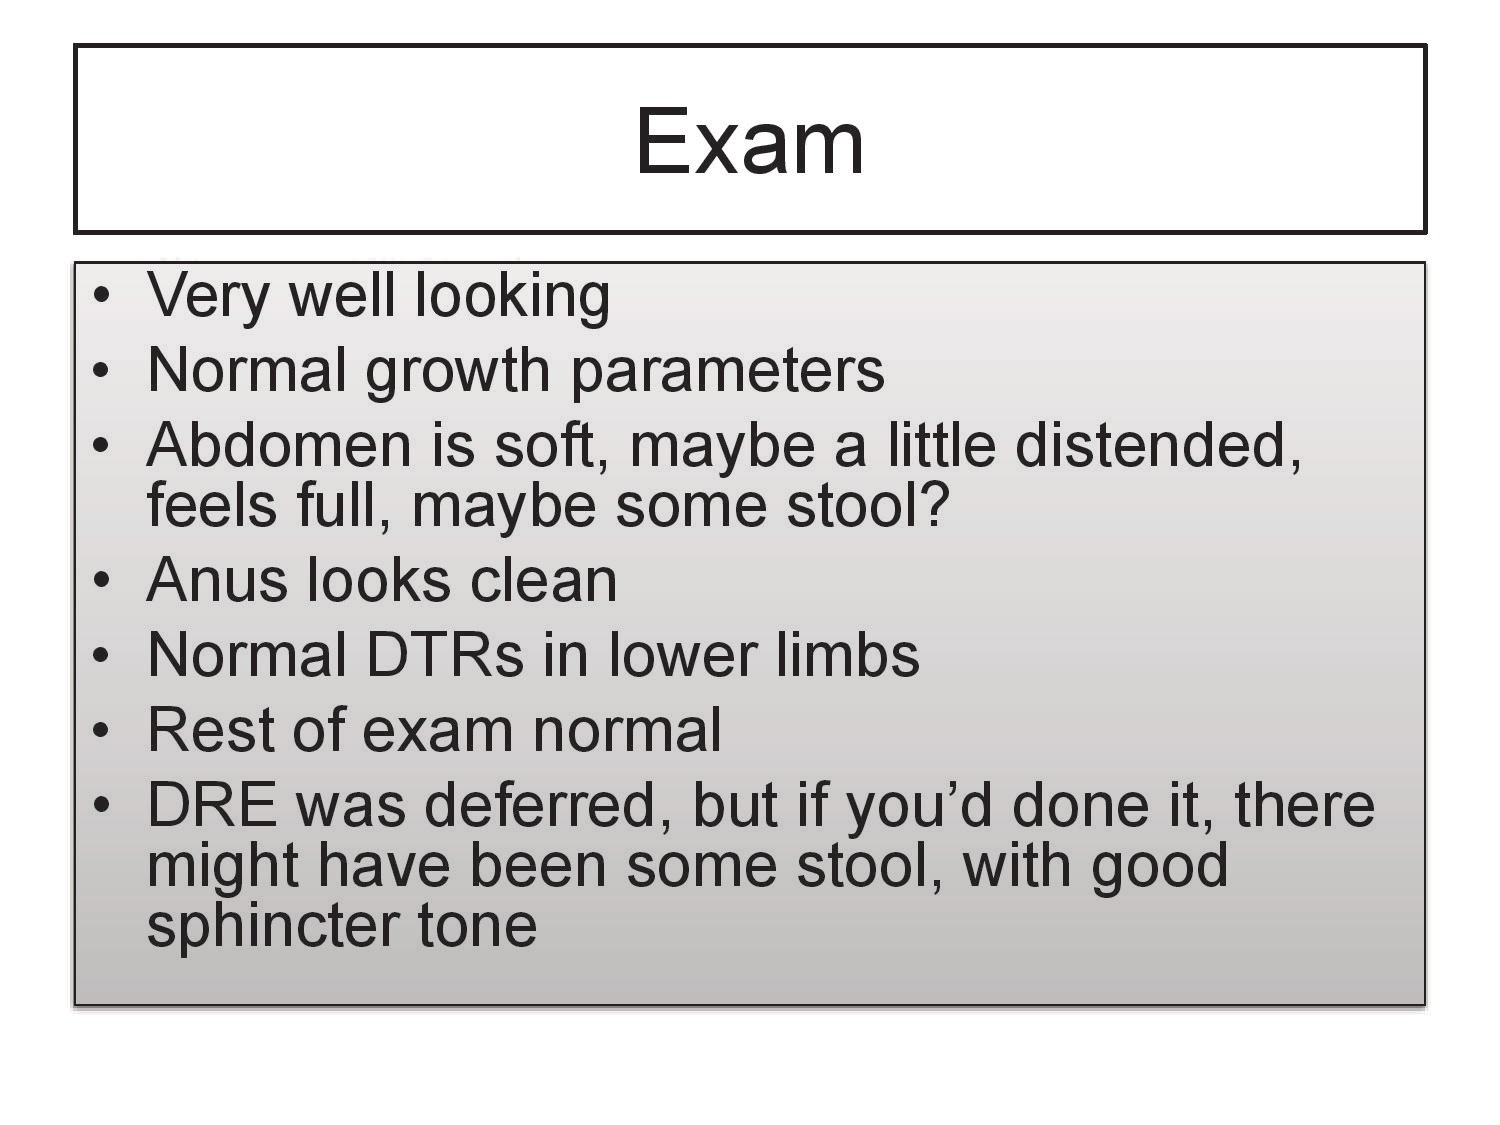 Exam
• Very well looking
• Normal growth parameters
• Abdomen is soft, maybe a little distended,
feels full, maybe some stool?
• Anus looks clean
• Normal DTRs in lower limbs
• Rest of exam normal
• DRE was deferred, but if you’d done it, there
might have been some stool, with good
sphincter tone